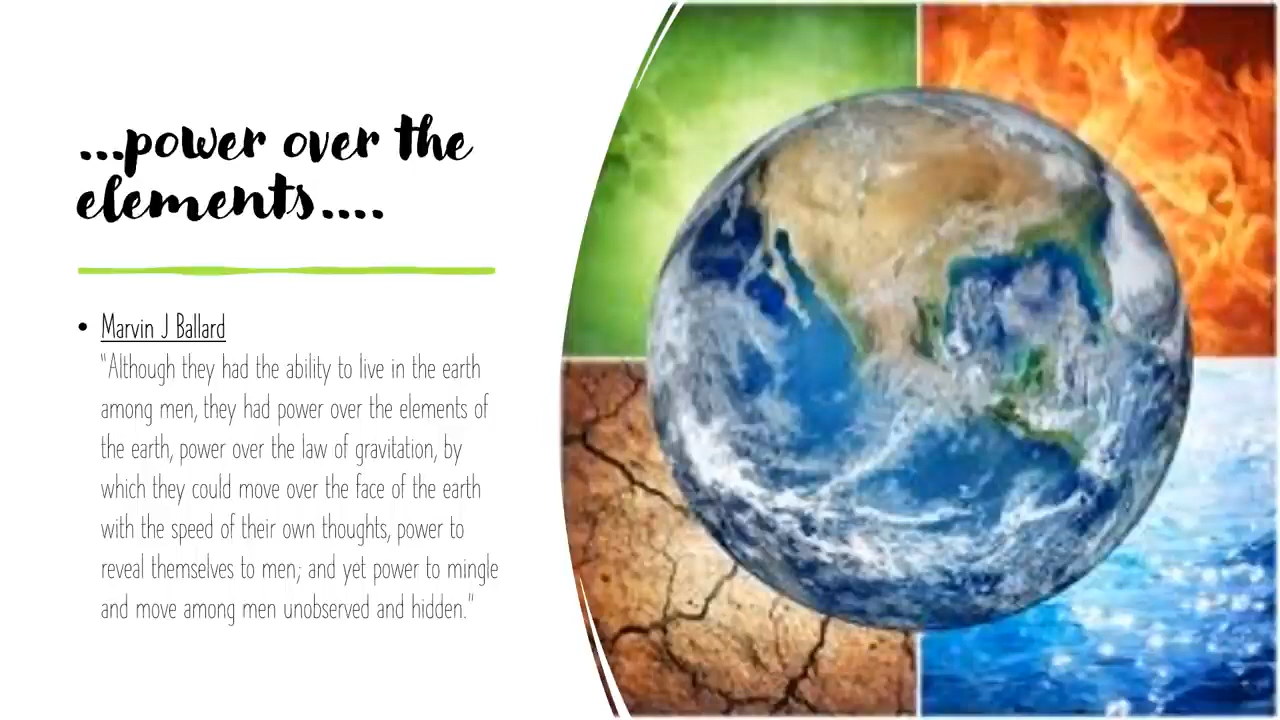 ...power over the
elements....
• Marvin J Ballard
"Although they had the ability to live in the earth
among men, they had power over the elements of
the earth, power over the law of gravitation, by
which they could move over the face of the earth
with the speed of their own thoughts, power to
reveal themselves to men; and yet power to mingle
and move among men unobserved and hidden."